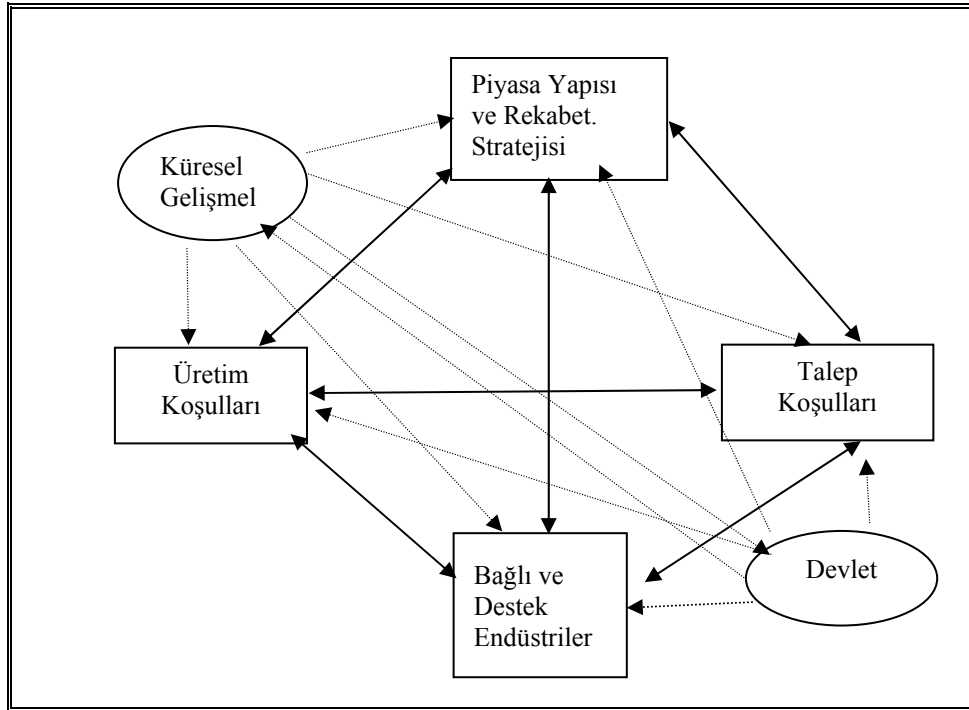 Piyasa Yapısı
ve Rekabet.
Stratejisi
Küresel
Gelişmel
Üretim
Koşulları
Talep
Koşulları
Bağlı ve
Destek
Endüstriler
Devlet